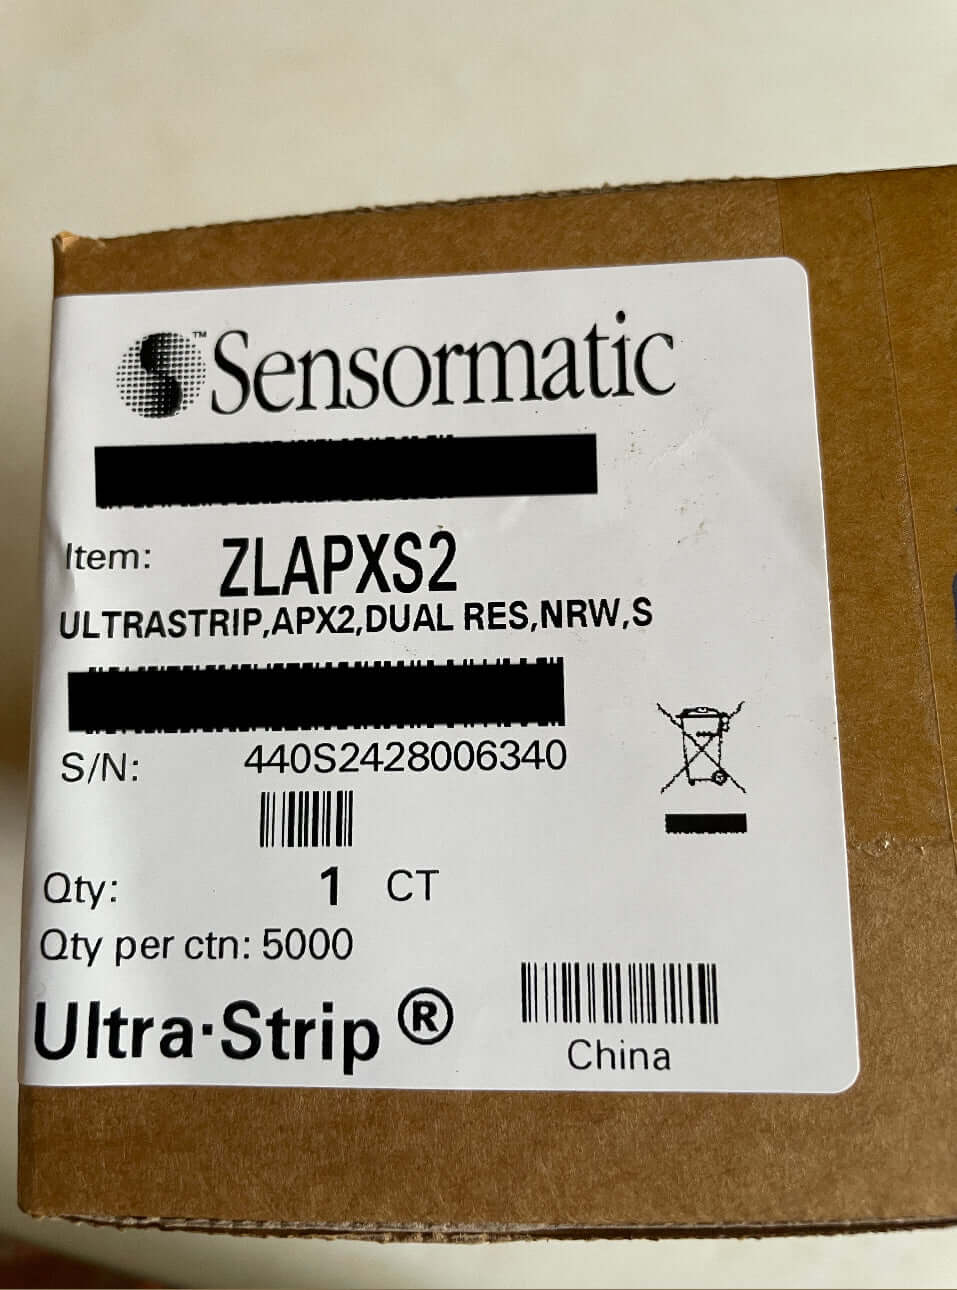 ™ Sensormatic
Item: ZLAPXS2
ULTRASTRIP,APX2,DUAL RES,NRW,S
S/N: 440S2428006340
Qty: 1 CT
Qty per ctn: 5000
Ultra·Strip ®
China